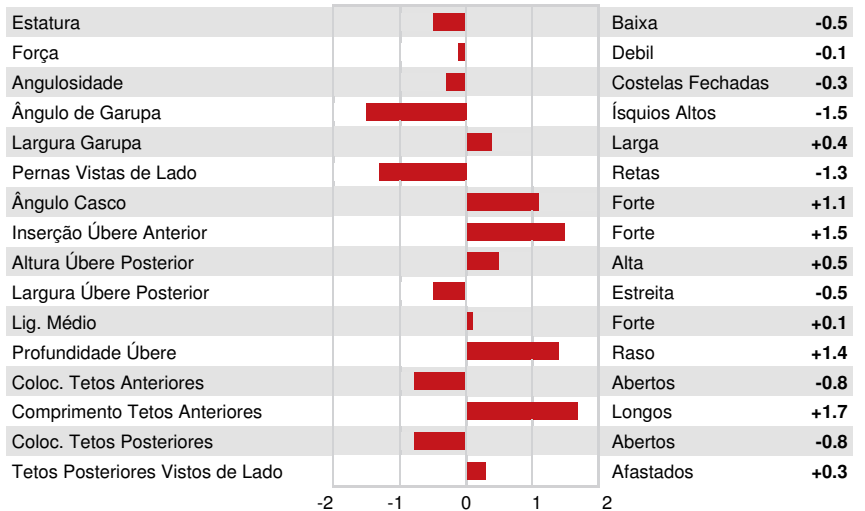 Estatura Baixa -0.5
Força Debil -0.1
Angulosidade Costelas Fechadas -0.3
Ângulo de Garupa Ísquios Altos -1.5
Largura Garupa Larga +0.4
Pernas Vistas de Lado Retas -1.3
Ângulo Casco Forte +1.1
Inserção Úbere Anterior Forte +1.5
Altura Úbere Posterior Alta +0.5
Largura Úbere Posterior Estreita -0.5
Lig. Médio Forte +0.1
Profundidade Úbere Raso +1.4
Coloc. Tetos Anteriores Abertos -0.8
Comprimento Tetos Anteriores Longos +1.7
Coloc. Tetos Posteriores Abertos -0.8
Tetos Posteriores Vistos de Lado Afastados +0.3
-2 -1 0 1 2